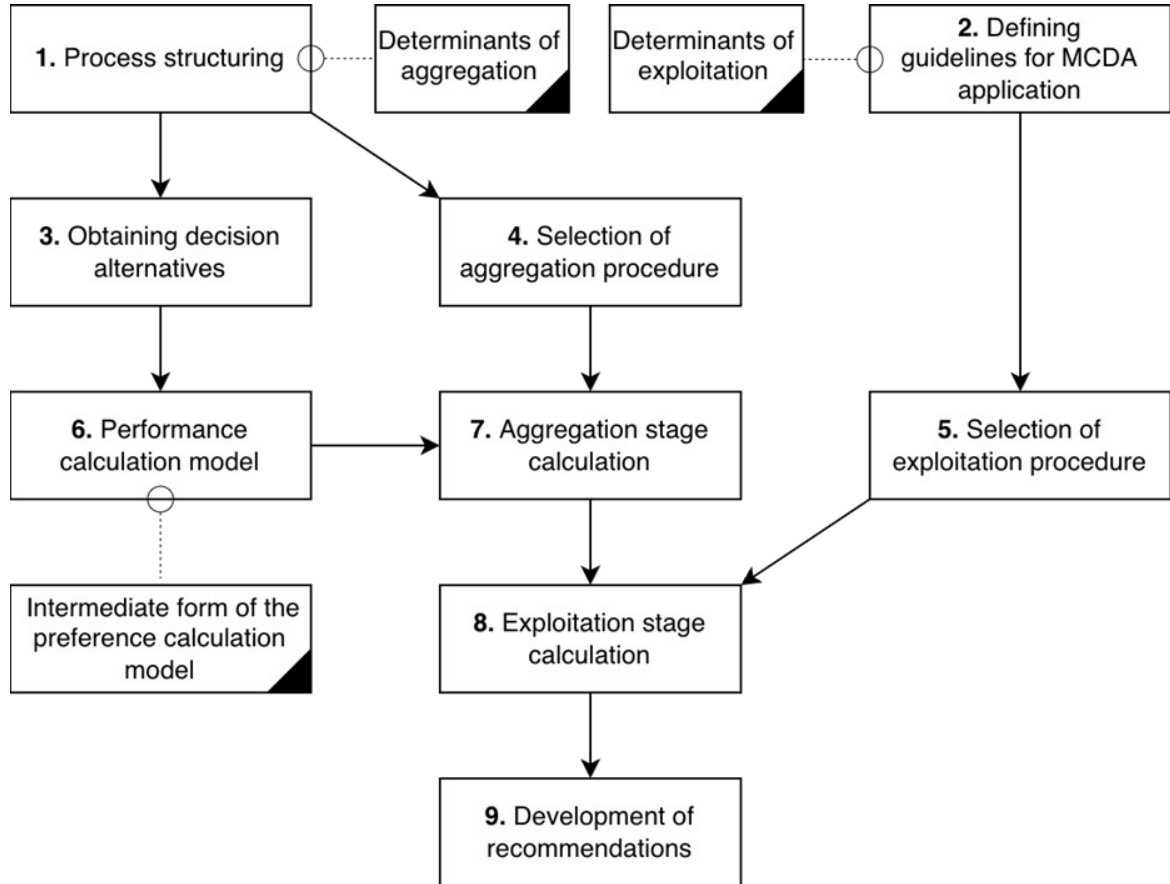 1. Process structuring
Determinants of
aggregation
Determinants of
exploitation
2. Defining
guidelines for MCDA
application
3. Obtaining decision
alternatives
4. Selection of
aggregation procedure
6. Performance
calculation model
7. Aggregation stage
calculation
5. Selection of
exploitation procedure
Intermediate form of the
preference calculation
model
8. Exploitation stage
calculation
9. Development of
recommendations